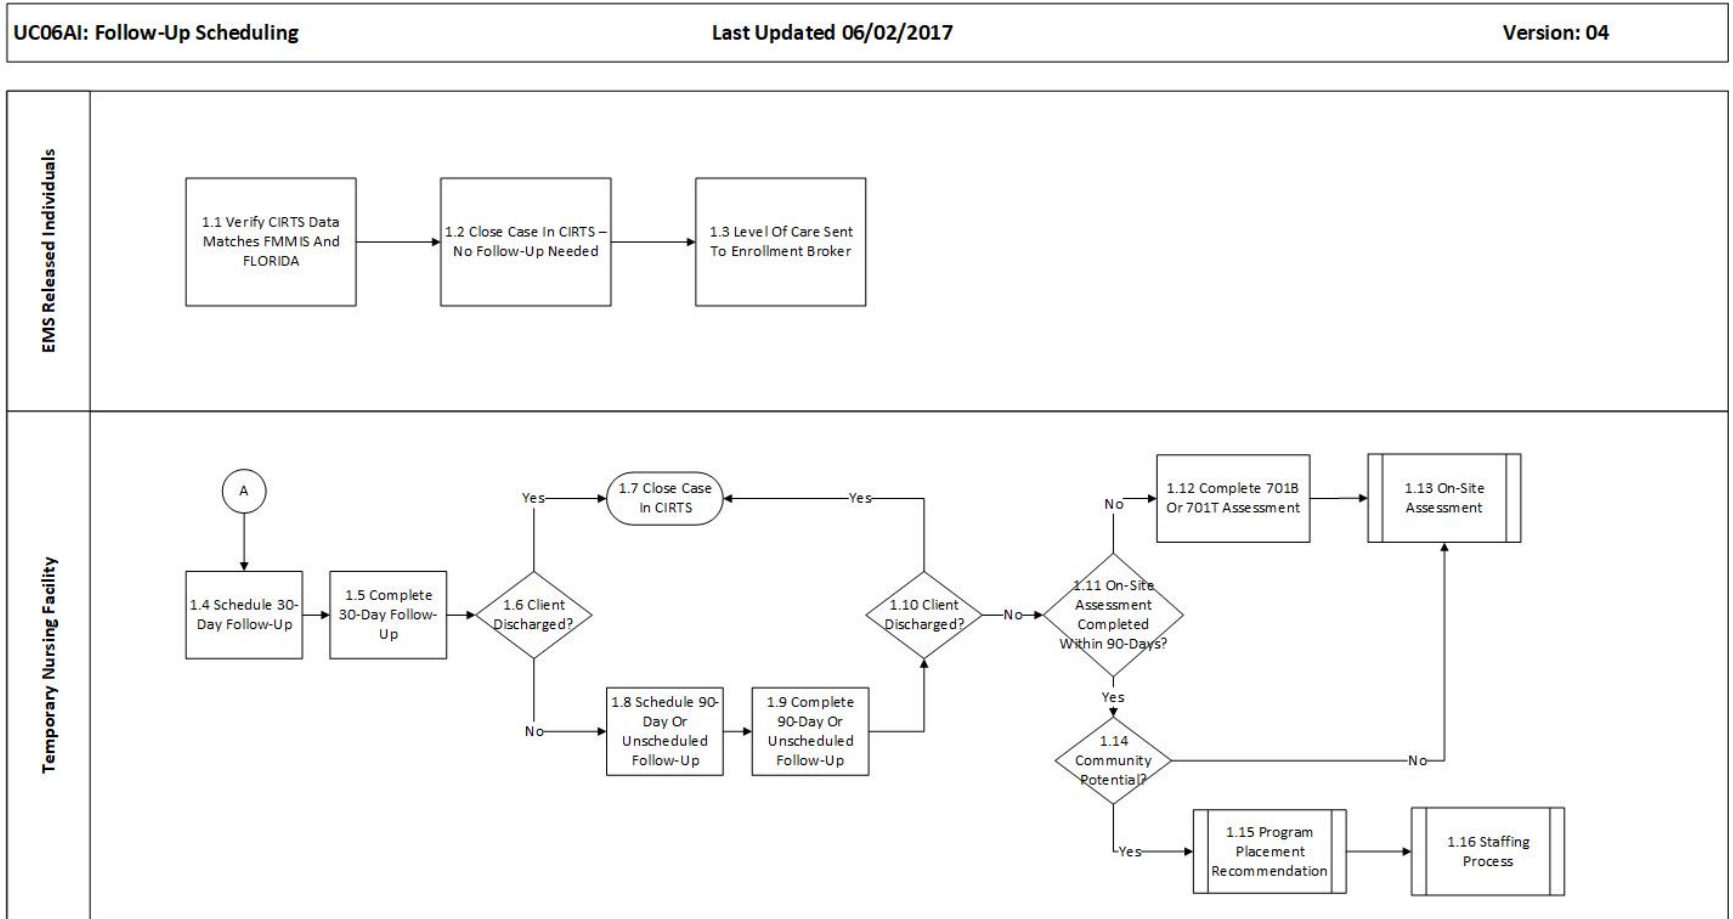 UC06AI: Follow-Up Scheduling
Last Updated 06/02/2017
Version: 04
EMS Released Individuals
1.1 Verify CIRTS Data
Matches FMMIS And
FLORIDA
1.2 Close Case In CIRTS –
No Follow-Up Needed
1.3 Level Of Care Sent
To Enrollment Broker
Temporary Nursing Facility
A
1.4 Schedule 30-
Day Follow-Up
1.5 Complete
30-Day Follow-
Up
1.6 Client
Discharged?
Yes
1.7 Close Case
In CIRTS
No
1.8 Schedule 90-
Day Or
Unscheduled
Follow-Up
1.9 Complete
90-Day Or
Unscheduled
Follow-Up
1.10 Client
Discharged?
Yes
No
1.11 On-Site
Assessment
Completed
Within 90-Days?
No
1.12 Complete 701B
Or 701T Assessment
1.13 On-Site
Assessment
Yes
1.14
Community
Potential?
No
Yes
1.15 Program
Placement
Recommendation
1.16 Staffing
Process